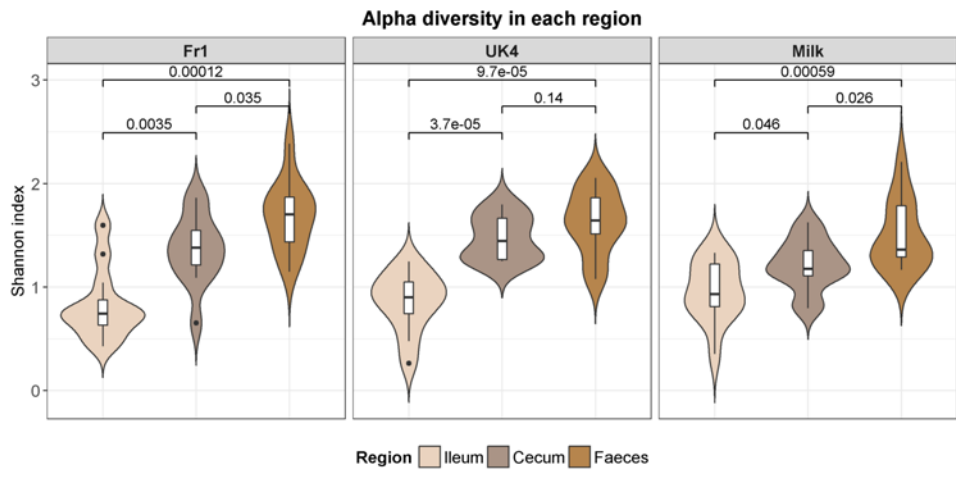 Alpha diversity in each region
Fr1 UK4 Milk
0.00012 9.7e-05 0.00059
0.035 0.14 0.026
0.0035 3.7e-05 0.046
3
2
1
0
Shannon index
Region Ileum Cecum Faeces